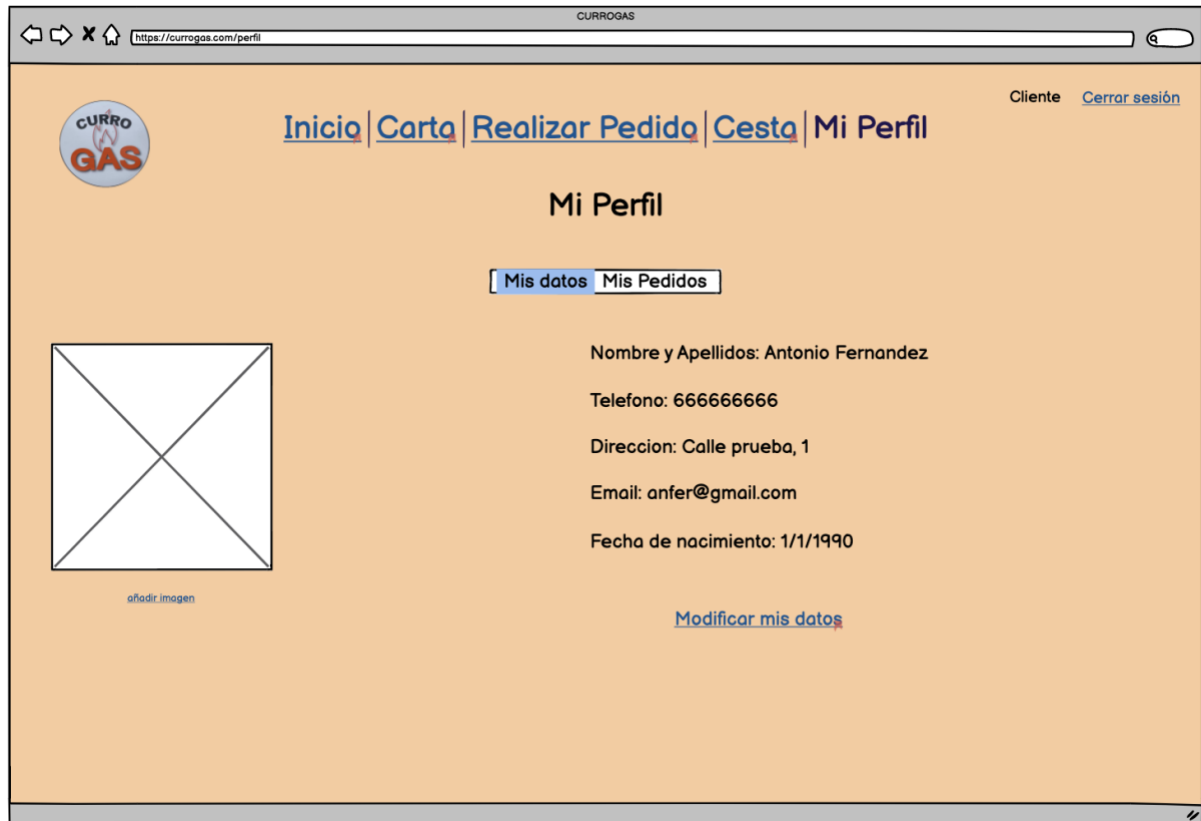 CURROGAS
https://currogas.com/perfil
Cliente Cerrar sesión
CURRO
GAS
Inicio Carta Realizar Pedido Cesta Mi Perfil
Mi Perfil
Mis datos Mis Pedidos
Nombre y Apellidos: Antonio Fernandez
Telefono: 666666666
Direccion: Calle prueba, 1
Email: anfer@gmail.com
Fecha de nacimiento: 1/1/1990
añadir imagen
Modificar mis datos